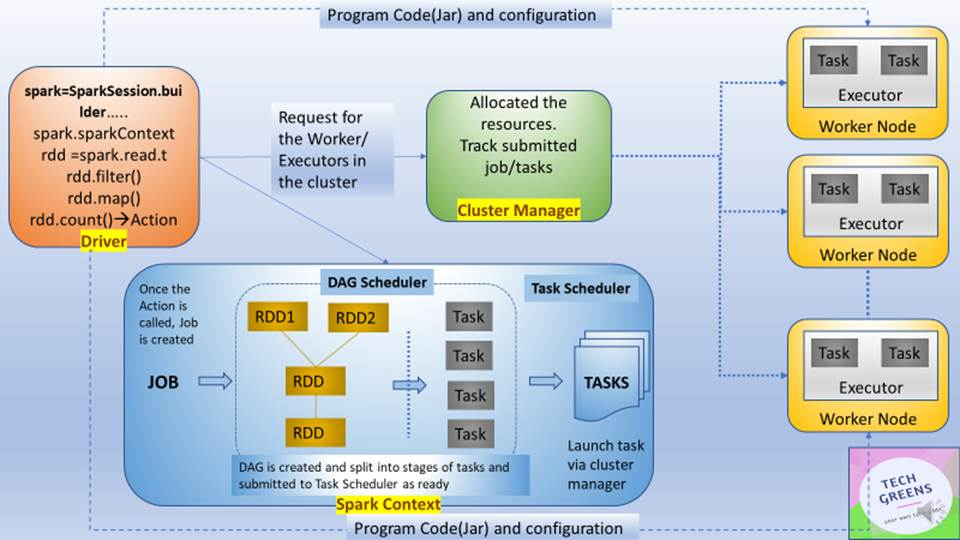 Program Code(Jar) and configuration
spark=SparkSession.bui
lder.....
spark.sparkContext
rdd =spark.read.t
rdd.filter()
rdd.map()
rdd.count()→Action
Driver
Request for
the Worker/
Executors in
the cluster
Allocated the
resources.
Track submitted
job/tasks
Cluster Manager
Task Task
Executor
Worker Node
Task Task
Executor
Worker Node
Task Task
Executor
Worker Node
Once the
Action is
called, Job
is created
JOB
DAG Scheduler
RDD1 RDD2
RDD
RDD
Task
Task
Task
Task
DAG is created and split into stages of tasks and
submitted to Task Scheduler as ready
Task Scheduler
TASKS
Launch task
via cluster
manager
Spark Context
Program Code(Jar) and configuration
TECH
GREENS
your own tech